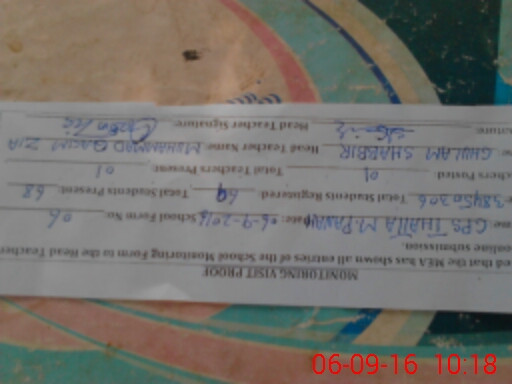 MONITORING VISIT PROOF
ed that the MEA has shown all entries of the School Monitoring Form to the Head Teacher
online submission.
me GPS THATTA M. PANAH Date: 06-9-2016 School Form No. 06
38450306 Total Students Registered: 69 Total Students Present: 68
chers Posted 01 Total Teachers Present: 01
GHULAM SHABBIR Head Teacher Name MUHAMMAD QASIM ZIA
ature: Head Teacher Signature:
06-09-16 10:18